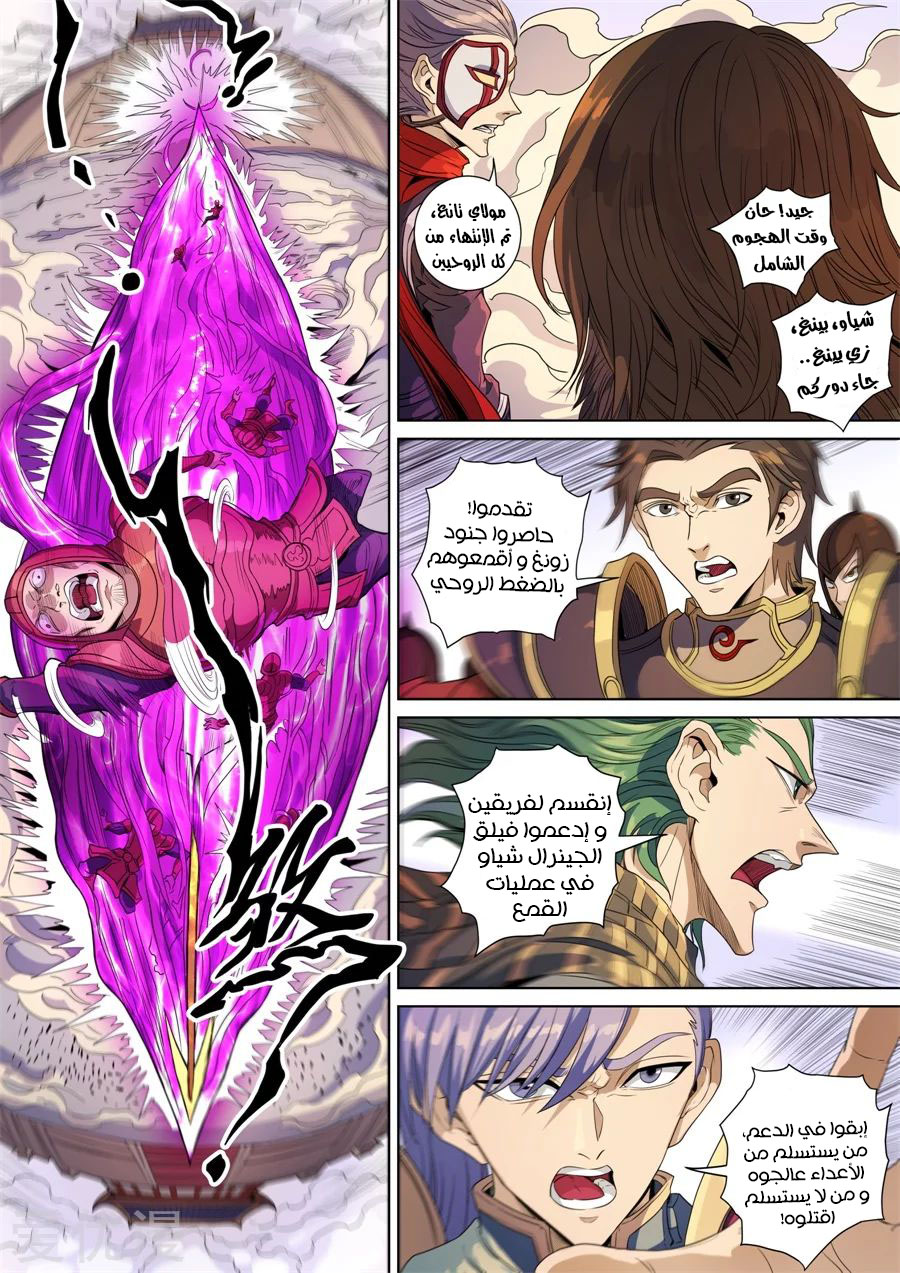 مولاي نانغ،
تم الإنتهاء من
كل الروحيين
جيد! حان
وقت الهجوم
الشامل
شياو، بينغ،
زي يينغ..
جاء دوركم
تقدموا!
حاصروا جنود
زونغ و أقمعوهم
بالضغط الروحي
إنقسم لفريقين
و إدعموا فيلق
الجينرال شياو
في عمليات
القمع
إبقوا في الدعم،
من يستسلم من
الأعداء عالجوه
و من لا يستسلم
اقتلوه!